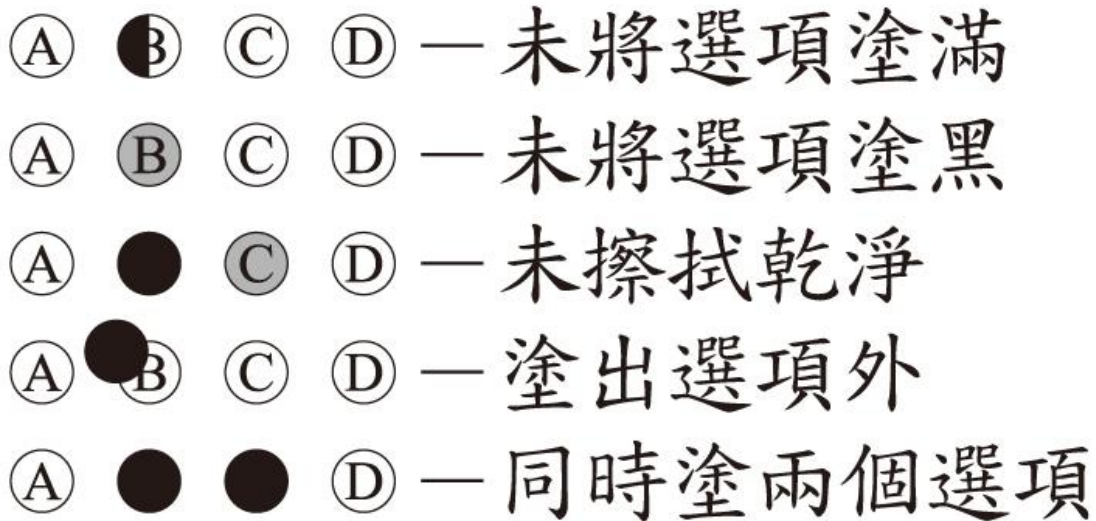 Ⓐ Ⓑ Ⓒ Ⓓ — 未將選項塗滿
Ⓐ Ⓑ Ⓒ Ⓓ — 未將選項塗黑
Ⓐ ● Ⓒ Ⓓ — 未擦拭乾淨
Ⓐ ●Ⓑ Ⓒ Ⓓ — 塗出選項外
Ⓐ ● ● Ⓓ — 同時塗兩個選項